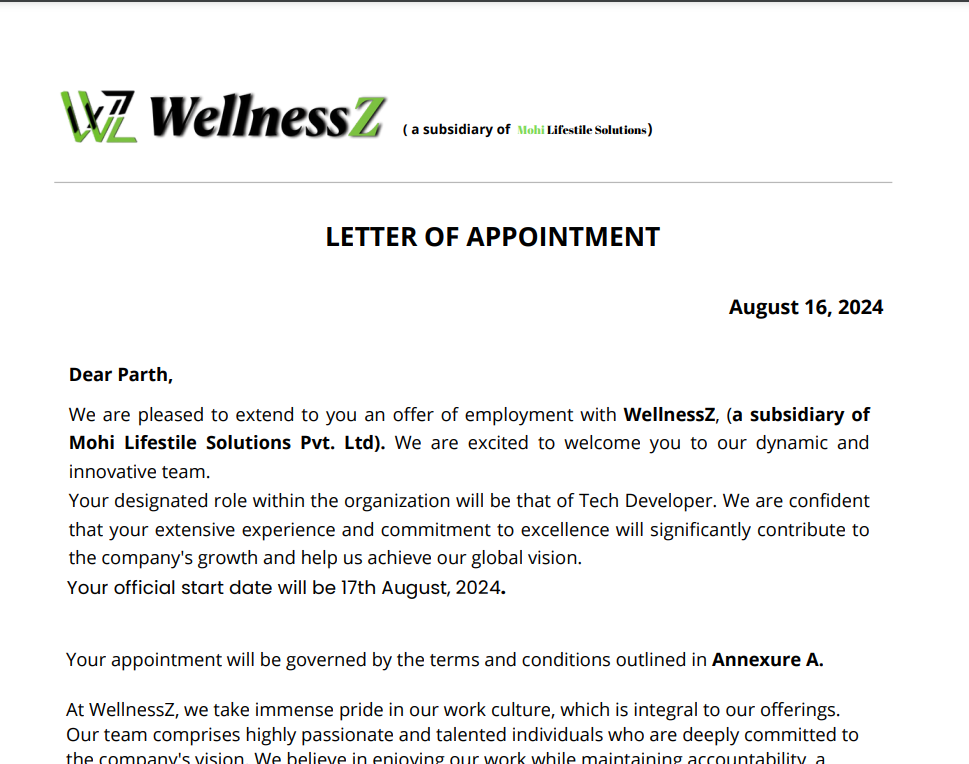 WZ WellnessZ ( a subsidiary of Mohi Lifestile Solutions)
LETTER OF APPOINTMENT
August 16, 2024
Dear Parth,
We are pleased to extend to you an offer of employment with WellnessZ, (a subsidiary of
Mohi Lifestile Solutions Pvt. Ltd). We are excited to welcome you to our dynamic and
innovative team.
Your designated role within the organization will be that of Tech Developer. We are confident
that your extensive experience and commitment to excellence will significantly contribute to
the company's growth and help us achieve our global vision.
Your official start date will be 17th August, 2024.
Your appointment will be governed by the terms and conditions outlined in Annexure A.
At WellnessZ, we take immense pride in our work culture, which is integral to our offerings.
Our team comprises highly passionate and talented individuals who are deeply committed to
the company's vision. We believe in enjoying our work while maintaining accountability, a